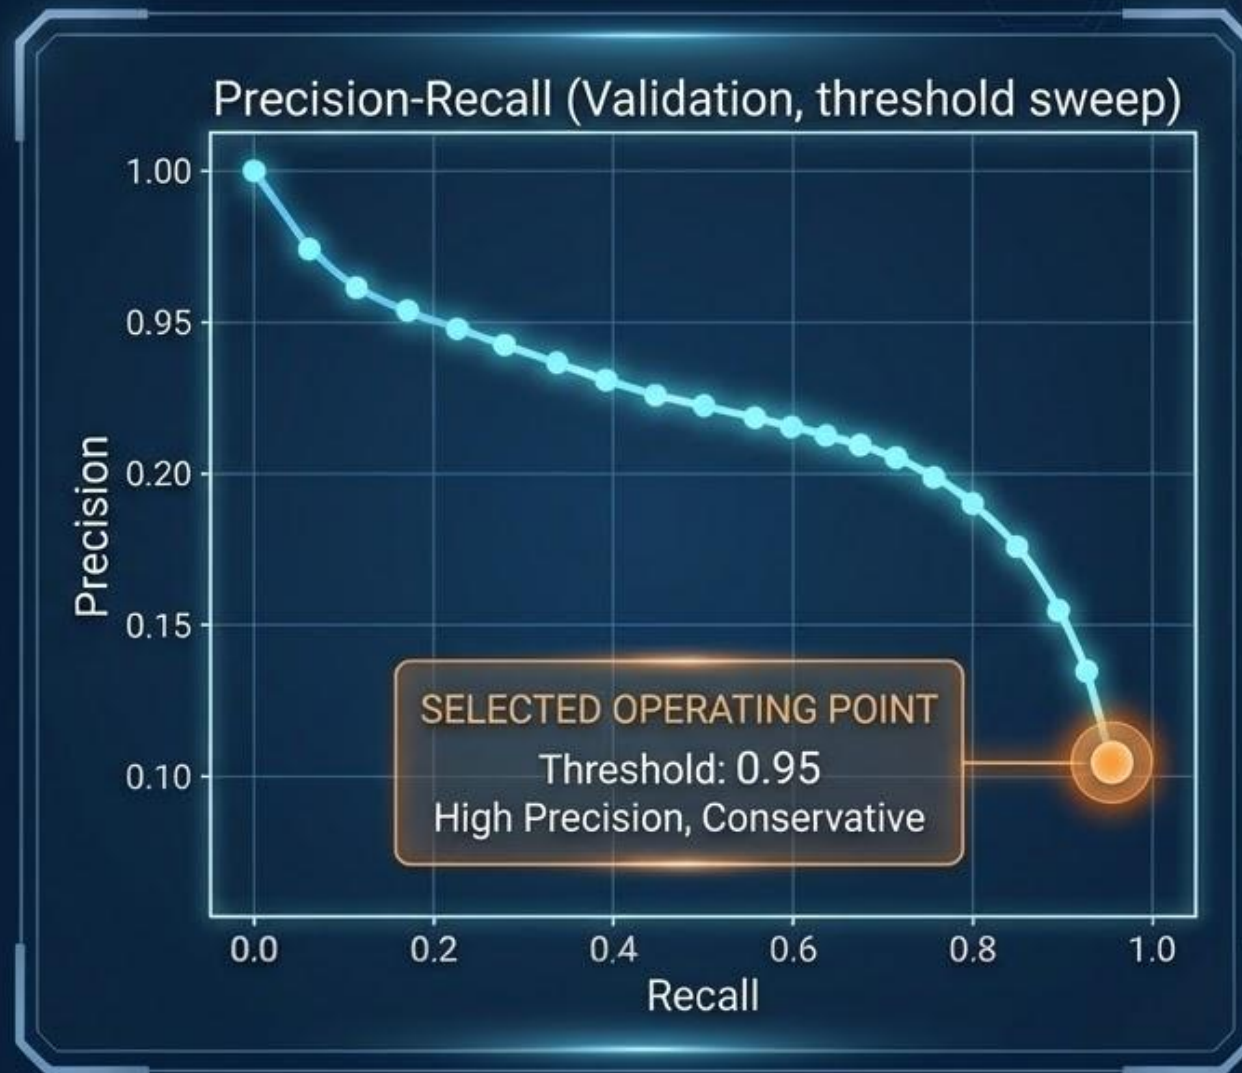 Precision-Recall (Validation, threshold sweep)
1.00
0.95
0.20
0.15
0.10
Precision
SELECTED OPERATING POINT
Threshold: 0.95
High Precision, Conservative
0.0 0.2 0.4 0.6 0.8 1.0
Recall